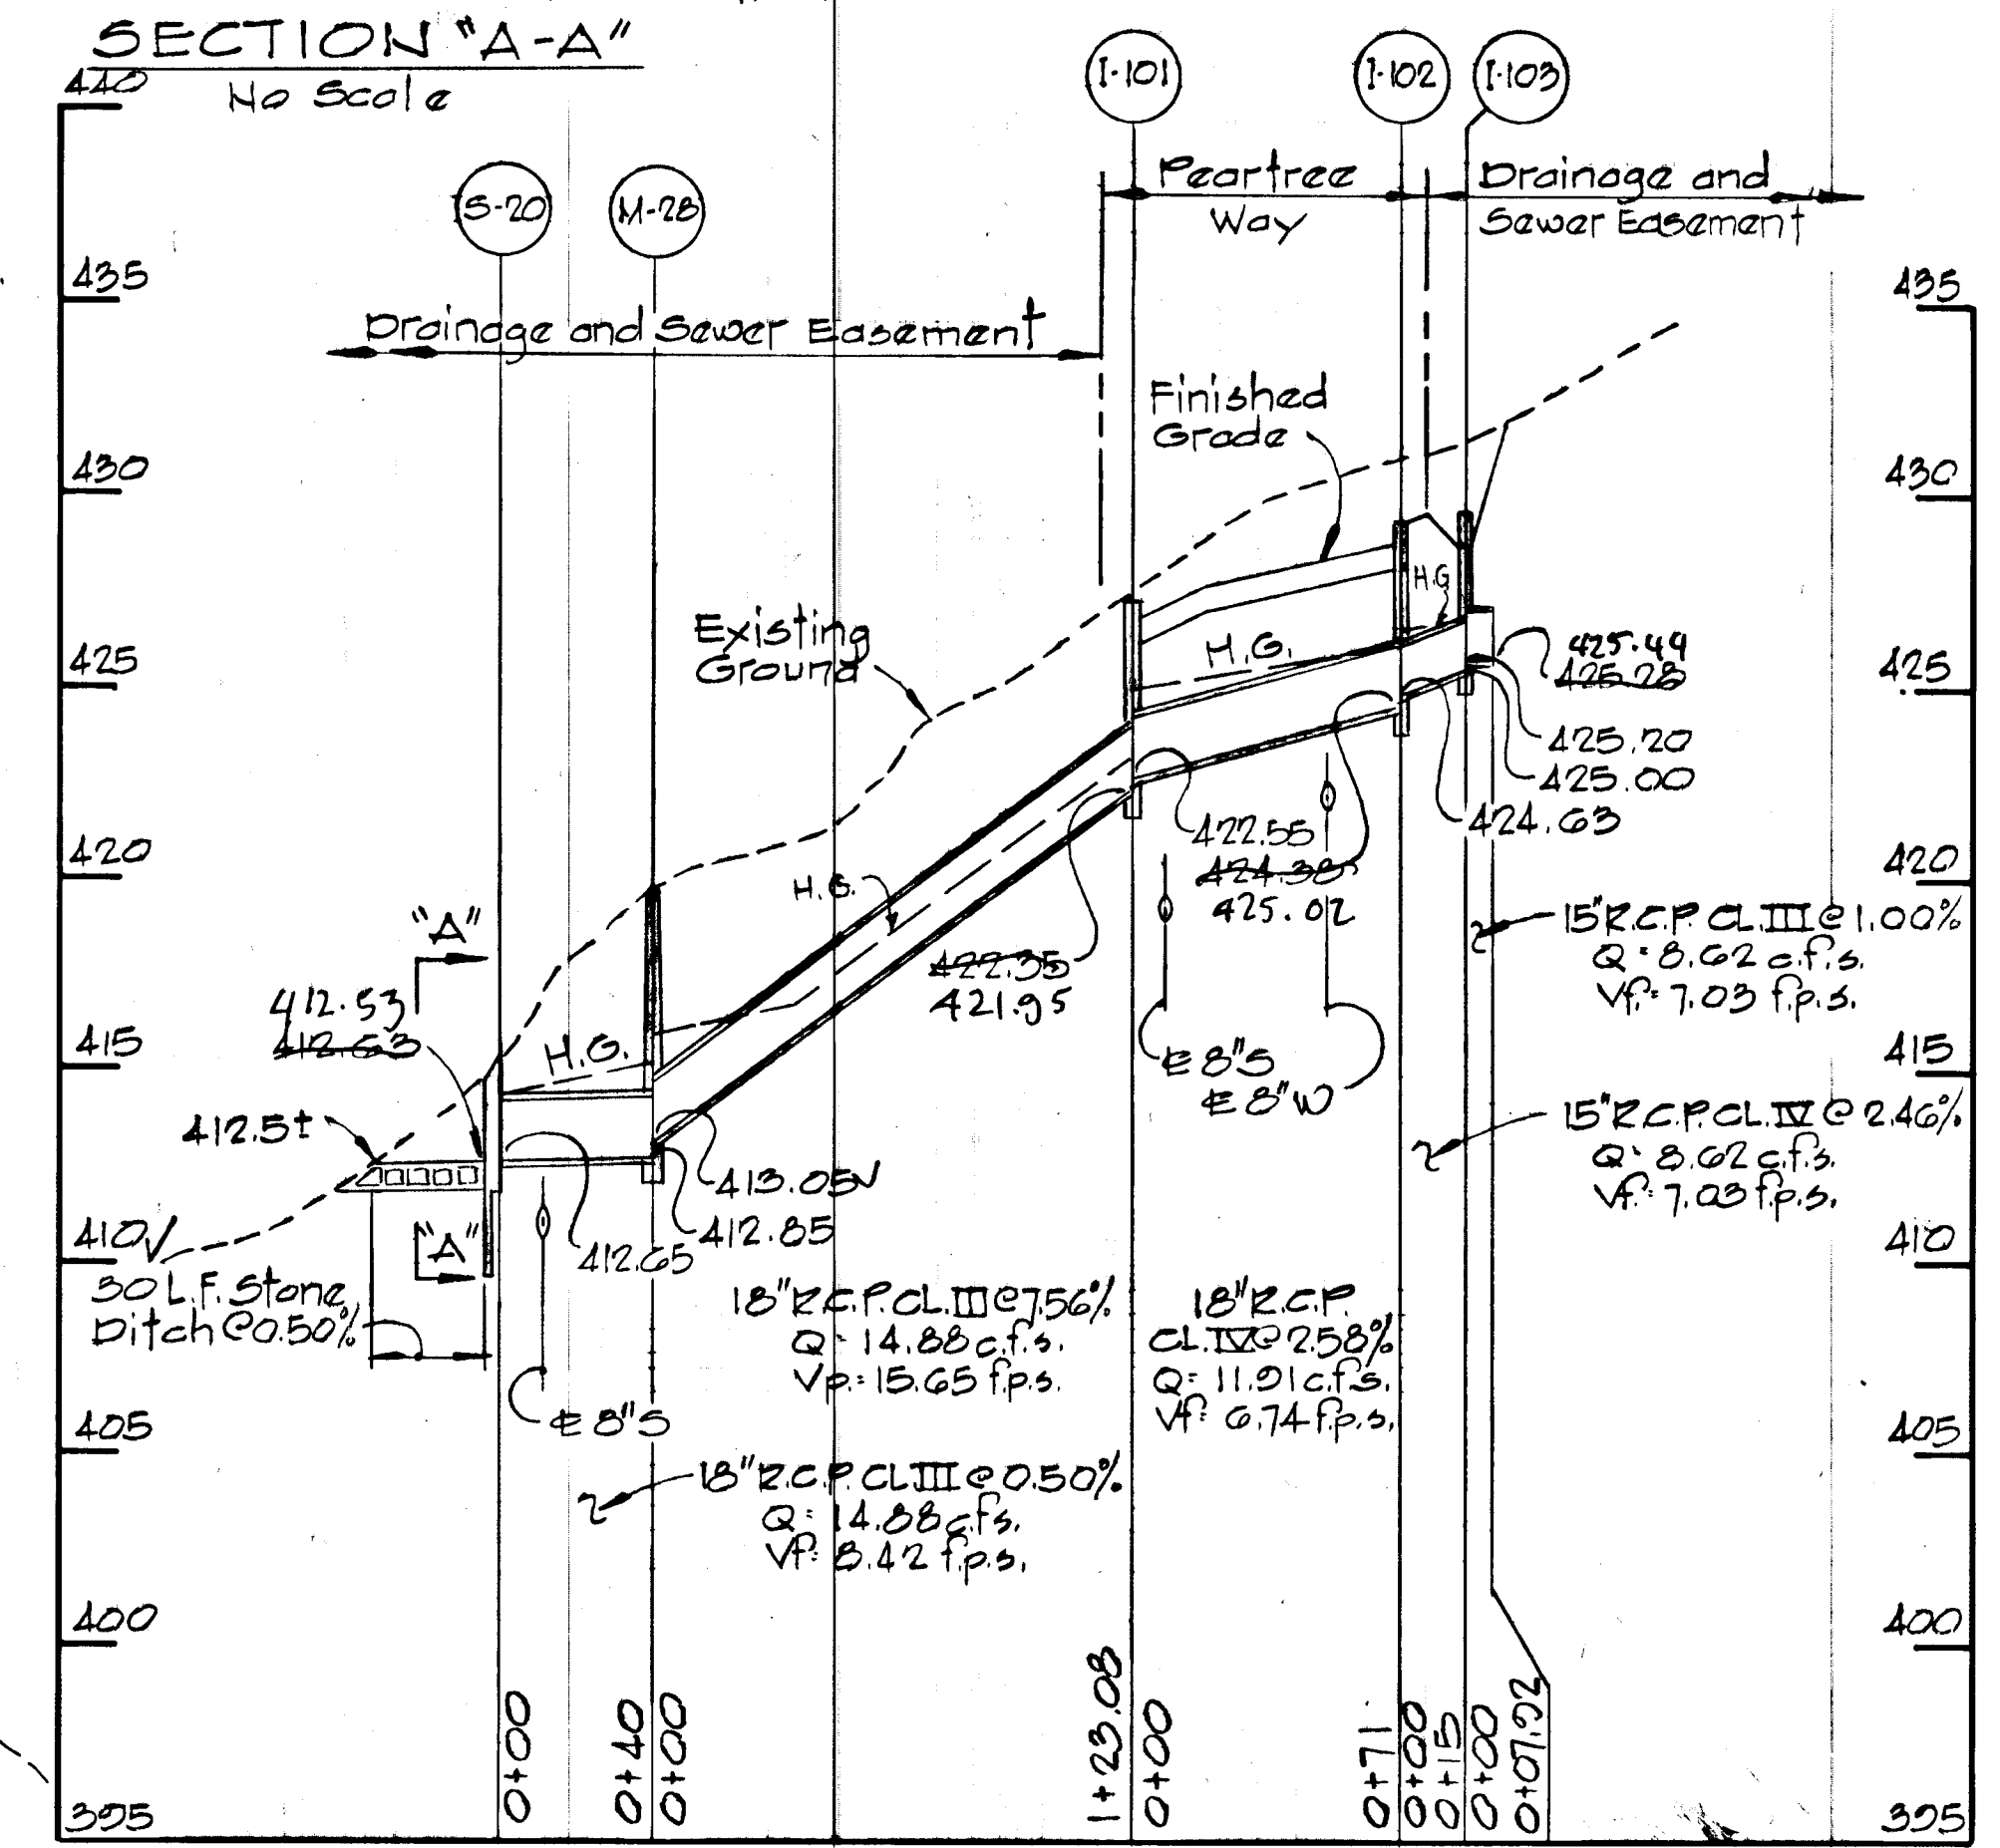 SECTION "A-A"
No Scale
440
I-101
I-102
I-103
S-20
M-28
Peartree
Way
Drainage and
Sewer Easement
435
435
Drainage and Sewer Easement
Finished
Grade
430
430
Existing
Ground
H.G.
H.G
425
425
425.49
425.28
425.20
425.00
424.63
422.55
424.38
425.02
420
420
H.G.
"A"
422.35
421.95
15" R.C.P. CL. III @ 1.00%
Q = 8.62 c.f.s.
Vf = 7.03 f.p.s.
412.53
412.63
415
415
H.G.
8"S
8"W
412.5±
15" R.C.P. CL. IV @ 2.46%
Q = 8.62 c.f.s.
Vf = 7.03 f.p.s.
413.05
412.85
412.65
410
410
"A"
30 L.F. Stone
Ditch @ 0.50%
18" R.C.P. CL. III @ 7.56%
Q = 14.88 c.f.s.
Vp = 15.65 f.p.s.
18" R.C.P.
CL. IV @ 2.58%
Q = 11.91 c.f.s.
Vf = 6.74 f.p.s.
8"S
405
405
18" R.C.P. CL III @ 0.50%
Q = 14.88 c.f.s.
Vf = 8.42 f.p.s.
400
400
0+00
0+40
0+00
1+23.08
0+00
0+71
0+00
0+15
0+00
0+07.92
395
395